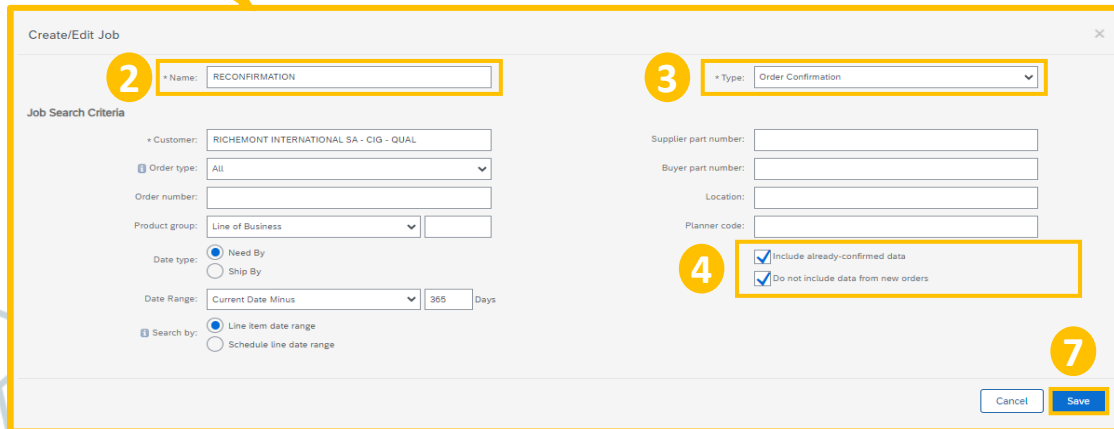 Create/Edit Job
2
* Name: RECONFIRMATION
3
* Type: Order Confirmation
Job Search Criteria
* Customer: RICHEMONT INTERNATIONAL SA - CIG - QUAL
Supplier part number:
Order type: All
Buyer part number:
Order number:
Location:
Product group: Line of Business
Planner code:
Date type: Need By
Ship By
4
Include already-confirmed data
Do not include data from new orders
Date Range: Current Date Minus 365 Days
Search by: Line item date range
Schedule line date range
7
Cancel Save